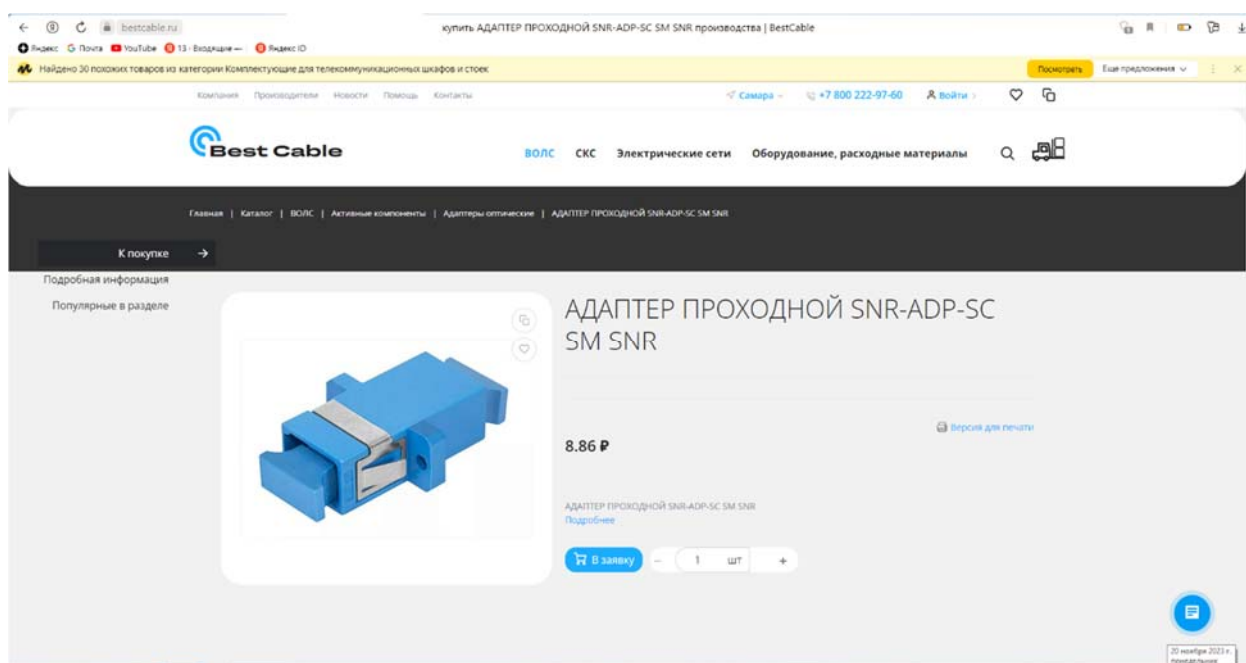 bestcable.ru
купить АДАПТЕР ПРОХОДНОЙ SNR-ADP-SC SM SNR производства | BestCable
Яндекс Почта YouTube 13 · Входящие — Яндекс ID
Найдено 30 похожих товаров из категории Комплектующие для телекоммуникационных шкафов и стоек
Посмотреть Еще предложения
Компания Производители Новости Помощь Контакты
Самара +7 800 222-97-60 Войти
Best Cable
ВОЛС СКС Электрические сети Оборудование, расходные материалы
Главная | Каталог | ВОЛС | Активные компоненты | Адаптеры оптические | АДАПТЕР ПРОХОДНОЙ SNR-ADP-SC SM SNR
К покупке →
Подробная информация
Популярные в разделе
АДАПТЕР ПРОХОДНОЙ SNR-ADP-SC
SM SNR
Версия для печати
8.86 ₽
АДАПТЕР ПРОХОДНОЙ SNR-ADP-SC SM SNR
Подробнее
В заявку − 1 шт +
20 ноября 2023 г.
понедельник